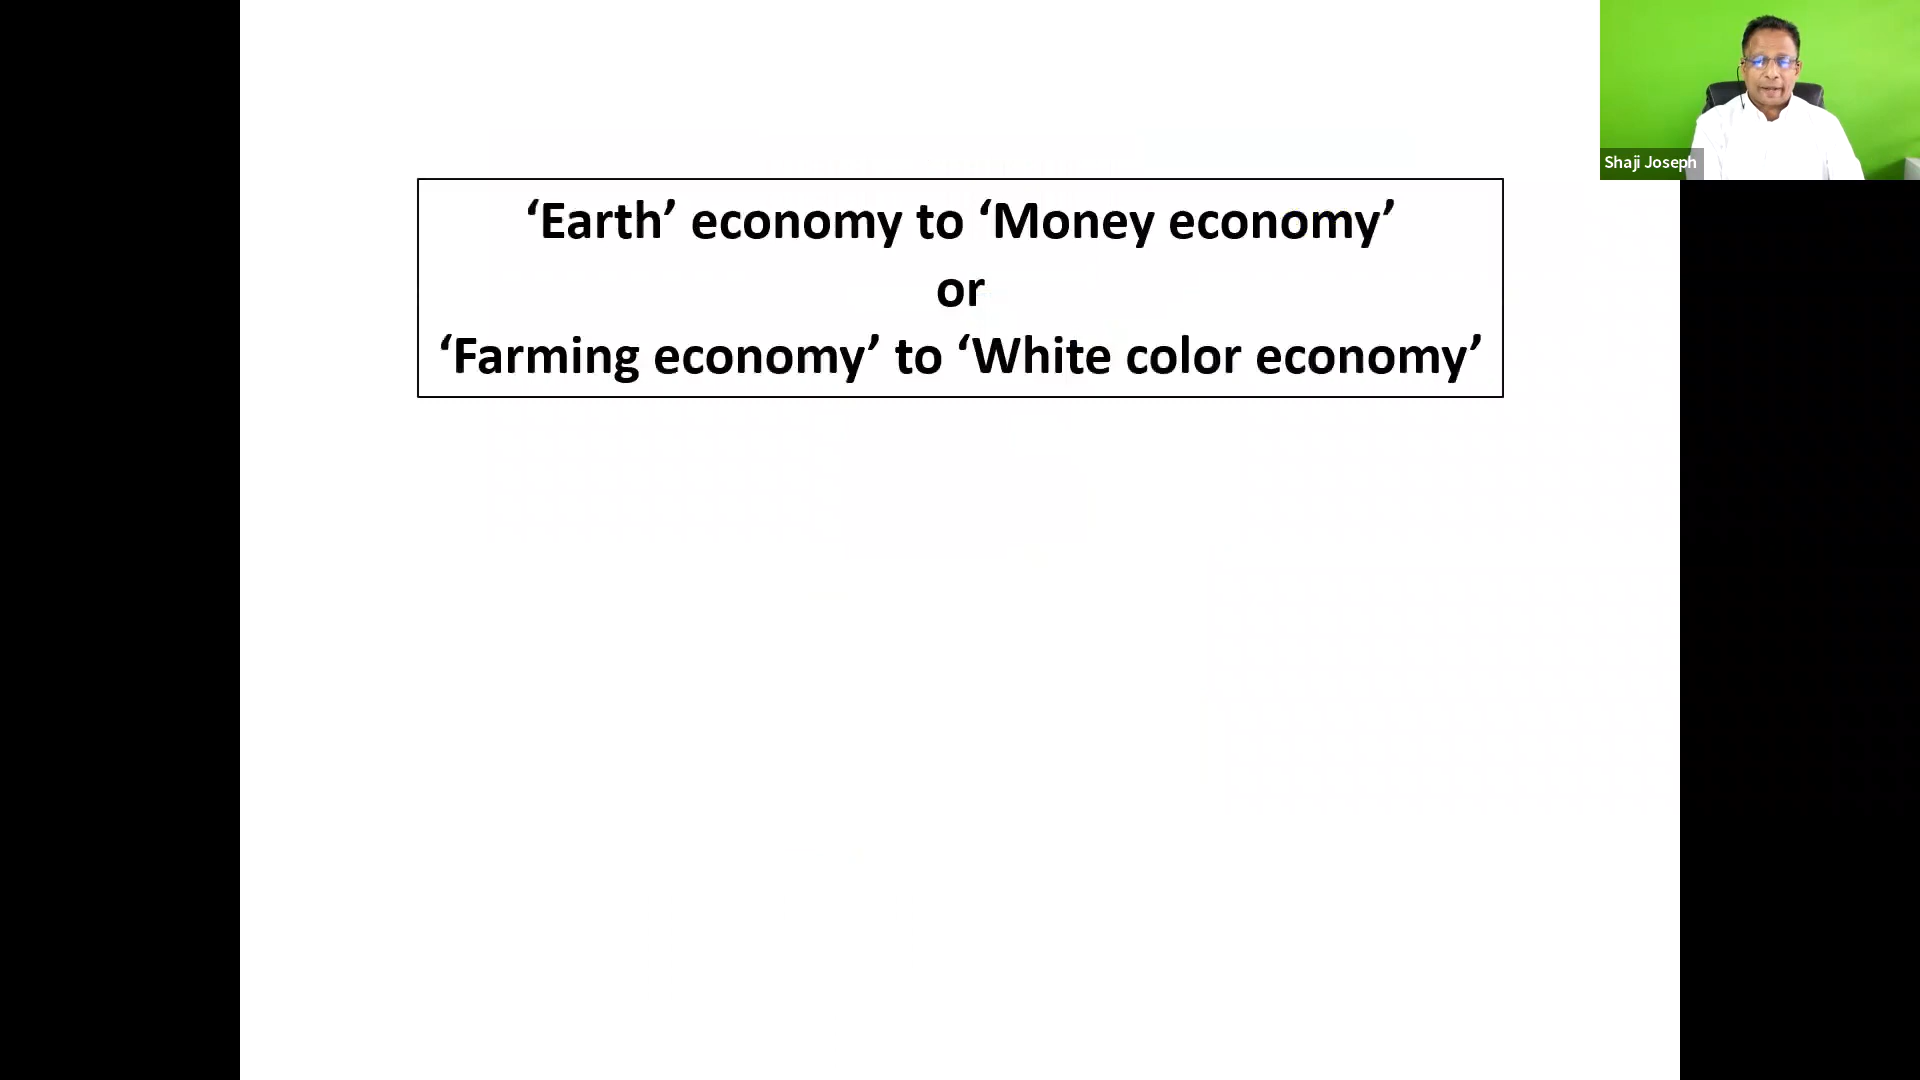 ‘Earth’ economy to ‘Money economy’
or
‘Farming economy’ to ‘White color economy’
Shaji Joseph